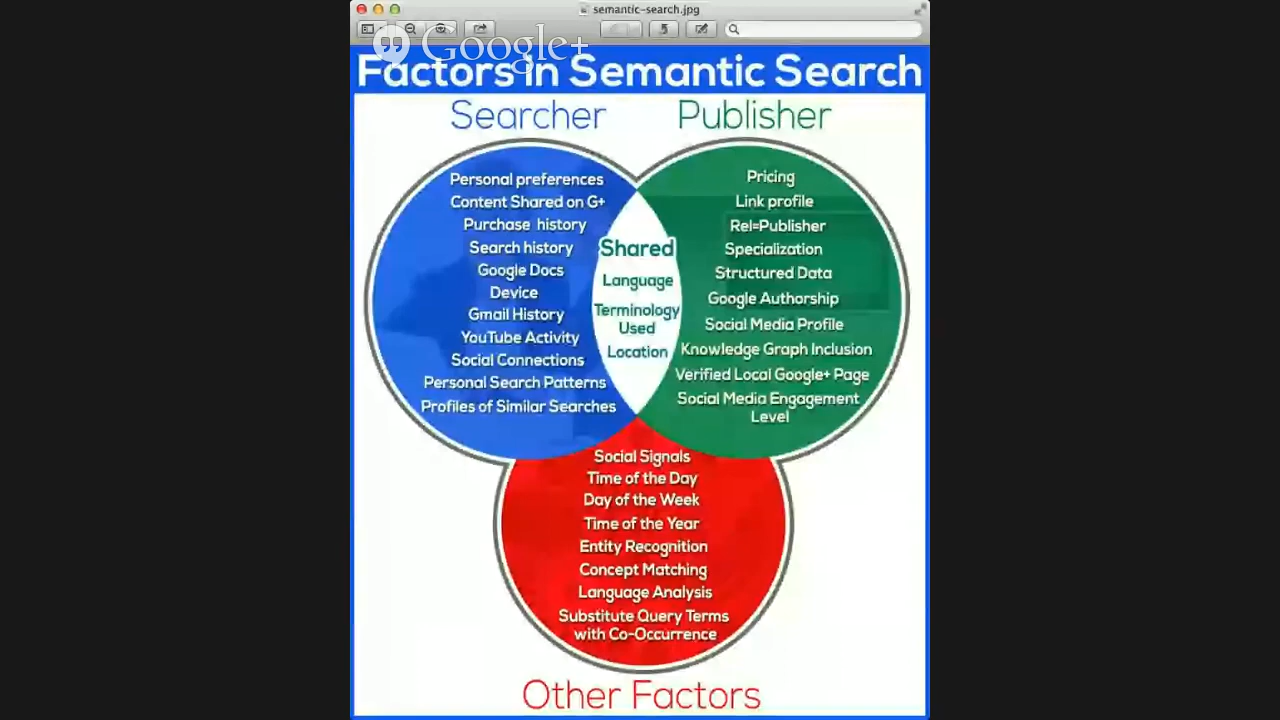 semantic-search.jpg
Google+
Factors in Semantic Search
Searcher
Publisher
Personal preferences
Content Shared on G+
Purchase history
Search history
Google Docs
Device
Gmail History
YouTube Activity
Social Connections
Personal Search Patterns
Profiles of Similar Searches
Shared
Language
Terminology
Used
Location
Pricing
Link profile
Rel=Publisher
Specialization
Structured Data
Google Authorship
Social Media Profile
Knowledge Graph Inclusion
Verified Local Google+ Page
Social Media Engagement
Level
Social Signals
Time of the Day
Day of the Week
Time of the Year
Entity Recognition
Concept Matching
Language Analysis
Substitute Query Terms
with Co-Occurrence
Other Factors